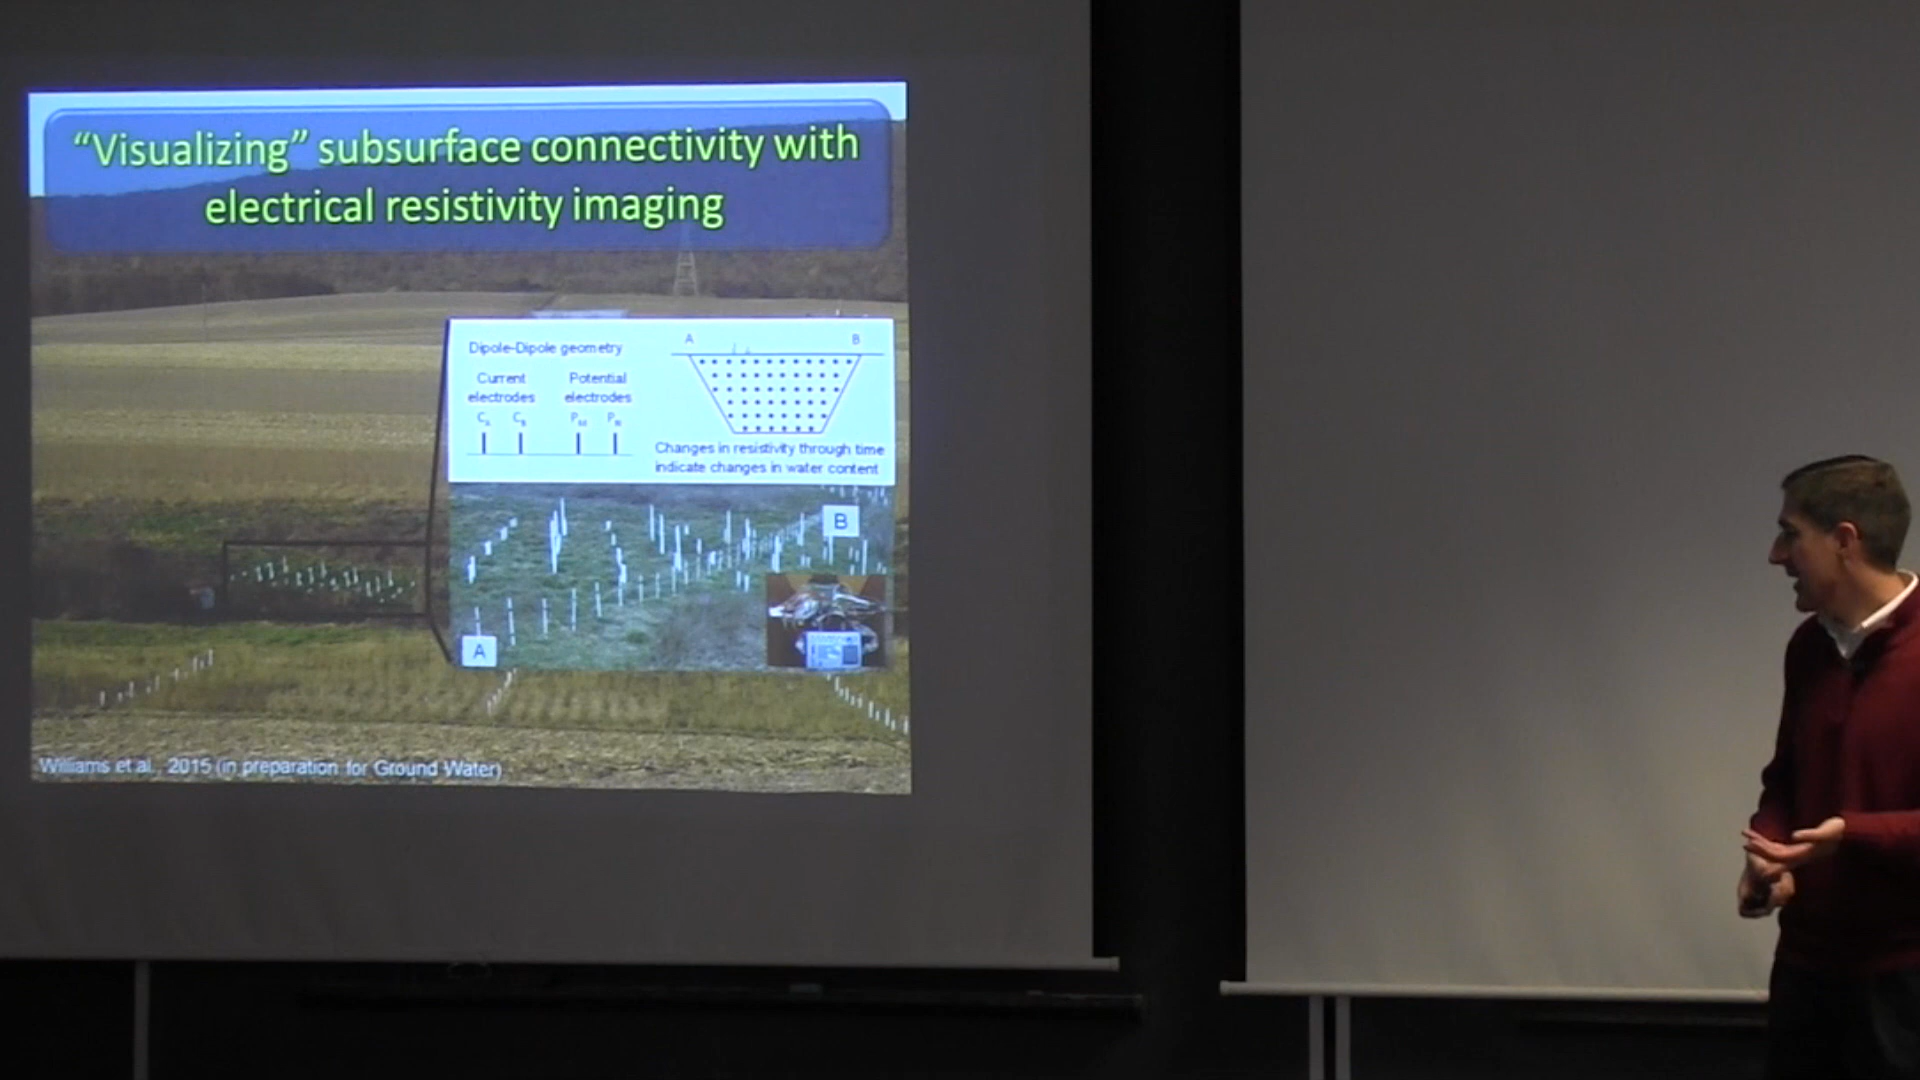 “Visualizing” subsurface connectivity with
electrical resistivity imaging
Dipole-Dipole geometry
Current
electrodes
Potential
electrodes
A
B
Changes in resistivity through time
indicate changes in water content
B
A
Williams et al., 2015 (in preparation for Ground Water)